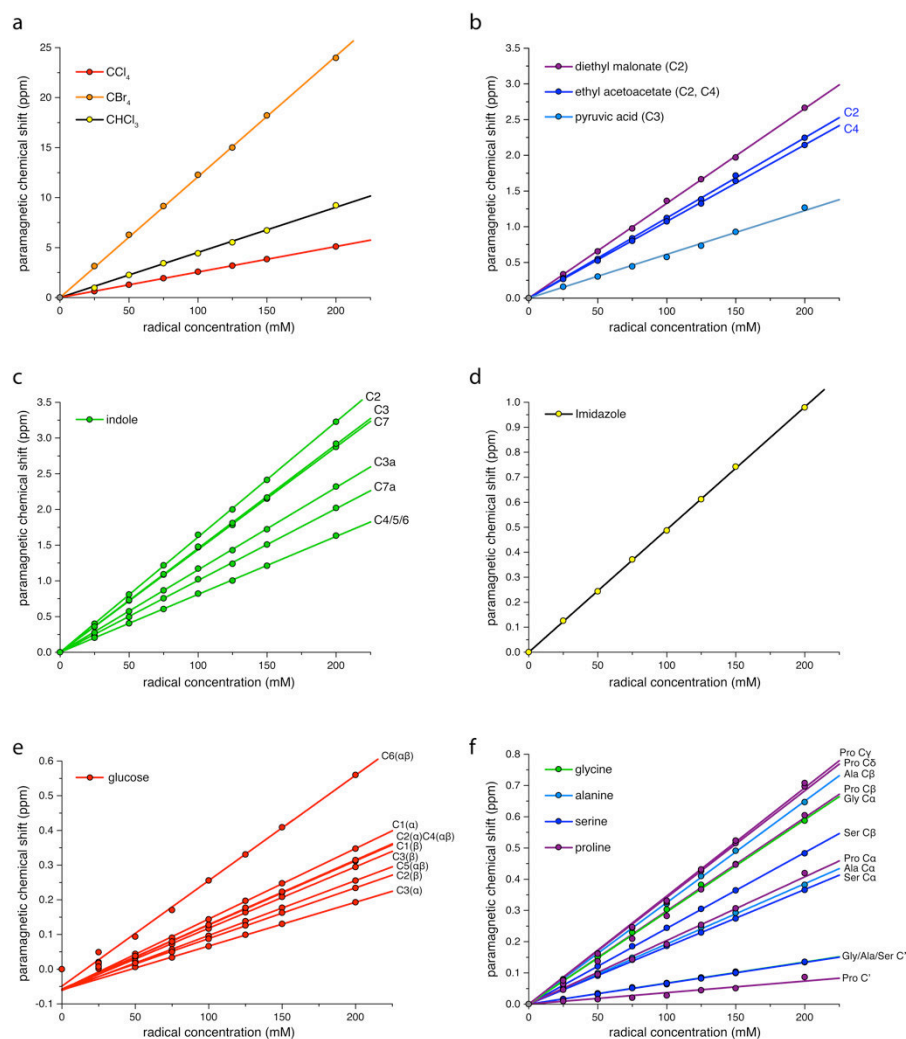 a
paramagnetic chemical shift (ppm)
25
20
15
10
5
0
CCl₄
CBr₄
CHCl₃
0 50 100 150 200
radical concentration (mM)
b
paramagnetic chemical shift (ppm)
3.5
3.0
2.5
2.0
1.5
1.0
0.5
0.0
diethyl malonate (C2)
ethyl acetoacetate (C2, C4)
pyruvic acid (C3)
C2
C4
0 50 100 150 200
radical concentration (mM)
c
paramagnetic chemical shift (ppm)
3.5
3.0
2.5
2.0
1.5
1.0
0.5
0.0
indole
C2
C3
C7
C3a
C7a
C4/5/6
0 50 100 150 200
radical concentration (mM)
d
paramagnetic chemical shift (ppm)
1.0
0.9
0.8
0.7
0.6
0.5
0.4
0.3
0.2
0.1
0.0
Imidazole
0 50 100 150 200
radical concentration (mM)
e
paramagnetic chemical shift (ppm)
0.6
0.5
0.4
0.3
0.2
0.1
0.0
-0.1
glucose
C6(αβ)
C1(α)
C2(α)C4(αβ)
C1(β)
C3(β)
C5(αβ)
C2(β)
C3(α)
0 50 100 150 200
radical concentration (mM)
f
paramagnetic chemical shift (ppm)
0.8
0.7
0.6
0.5
0.4
0.3
0.2
0.1
0.0
glycine
alanine
serine
proline
Pro Cγ
Pro Cδ
Ala Cβ
Pro Cβ
Gly Cα
Ser Cβ
Pro Cα
Ala Cα
Ser Cα
Gly/Ala/Ser C'
Pro C'
0 50 100 150 200
radical concentration (mM)